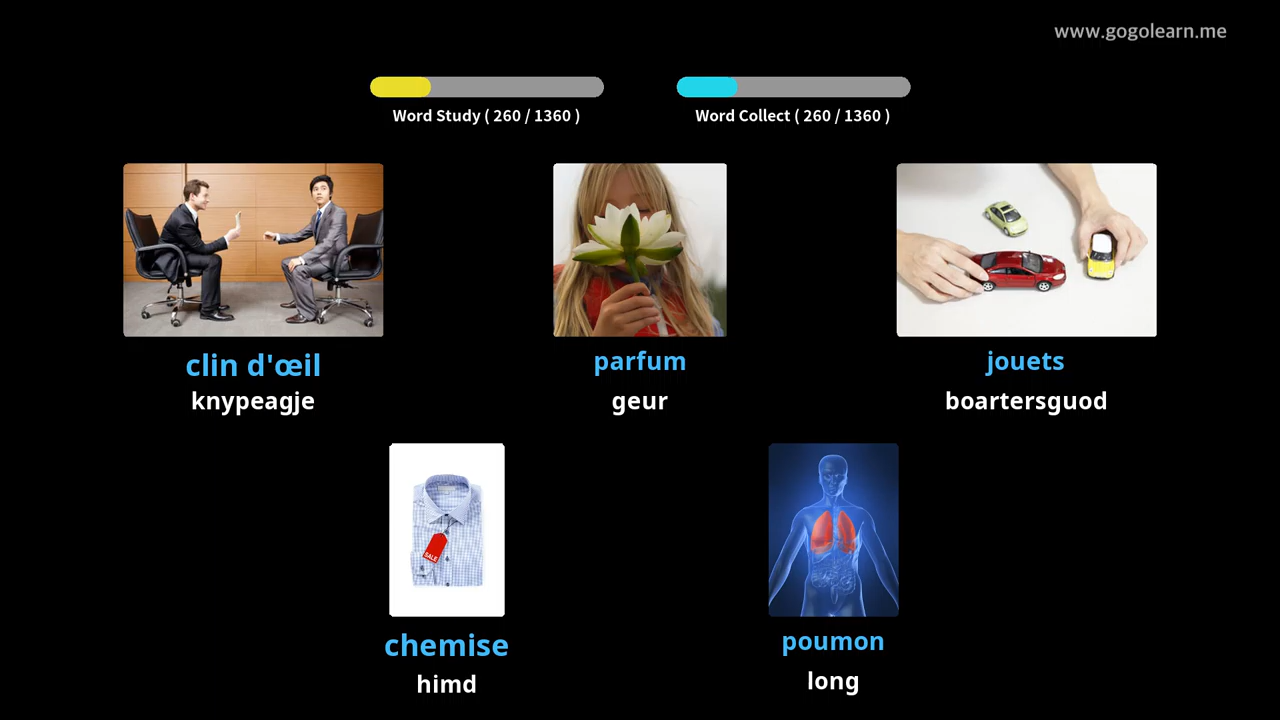 www.gogolearn.me
Word Study ( 260 / 1360 )
Word Collect ( 260 / 1360 )
clin d'œil
knypeagje
parfum
geur
jouets
boartersguod
SALE
chemise
himd
poumon
long